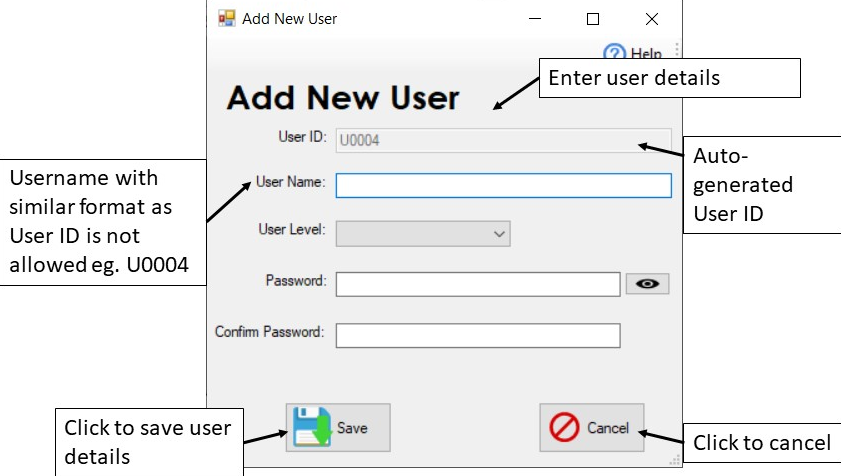 Add New User
Help
Enter user details
Add New User
User ID:
U0004
Auto-
generated
User ID
Username with
similar format as
User ID is not
allowed eg. U0004
User Name:
User Level:
Password:
Confirm Password:
Save
Cancel
Click to save user
details
Click to cancel